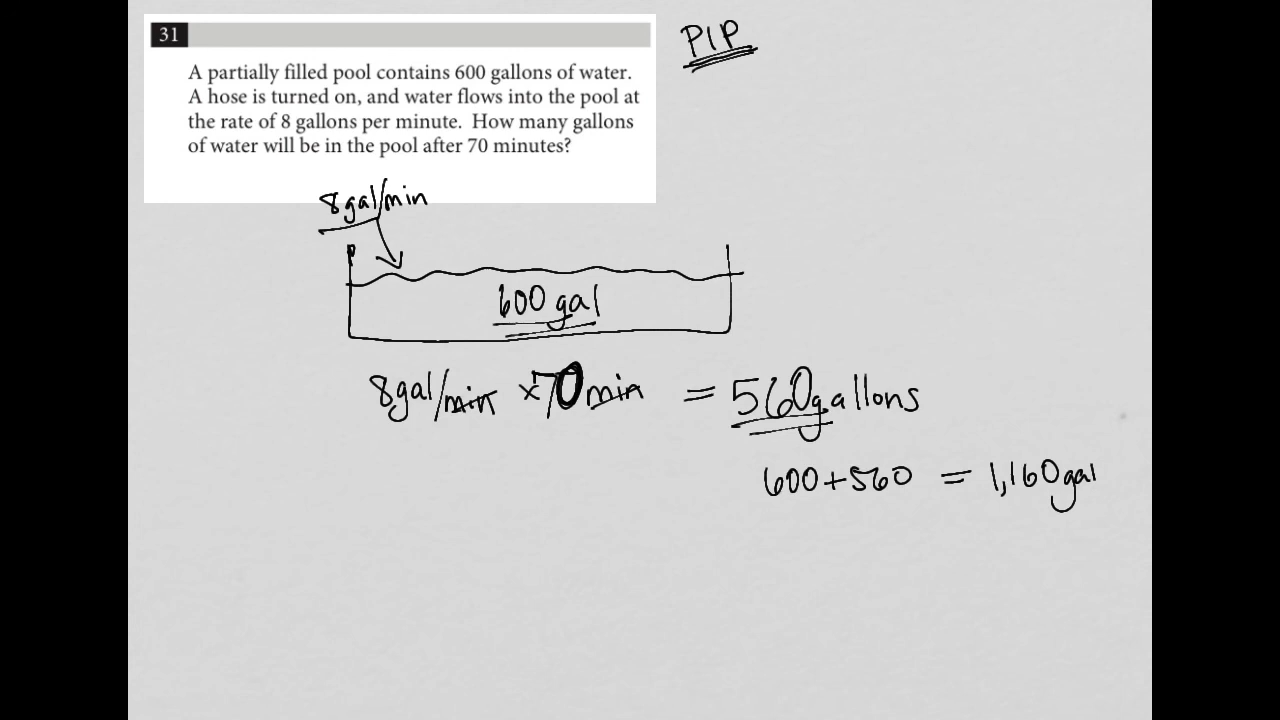 31
PIP
A partially filled pool contains 600 gallons of water.
A hose is turned on, and water flows into the pool at
the rate of 8 gallons per minute. How many gallons
of water will be in the pool after 70 minutes?
8gal/min
600 gal
8gal/min ×70min = 560gallons
600+560 = 1,160gal